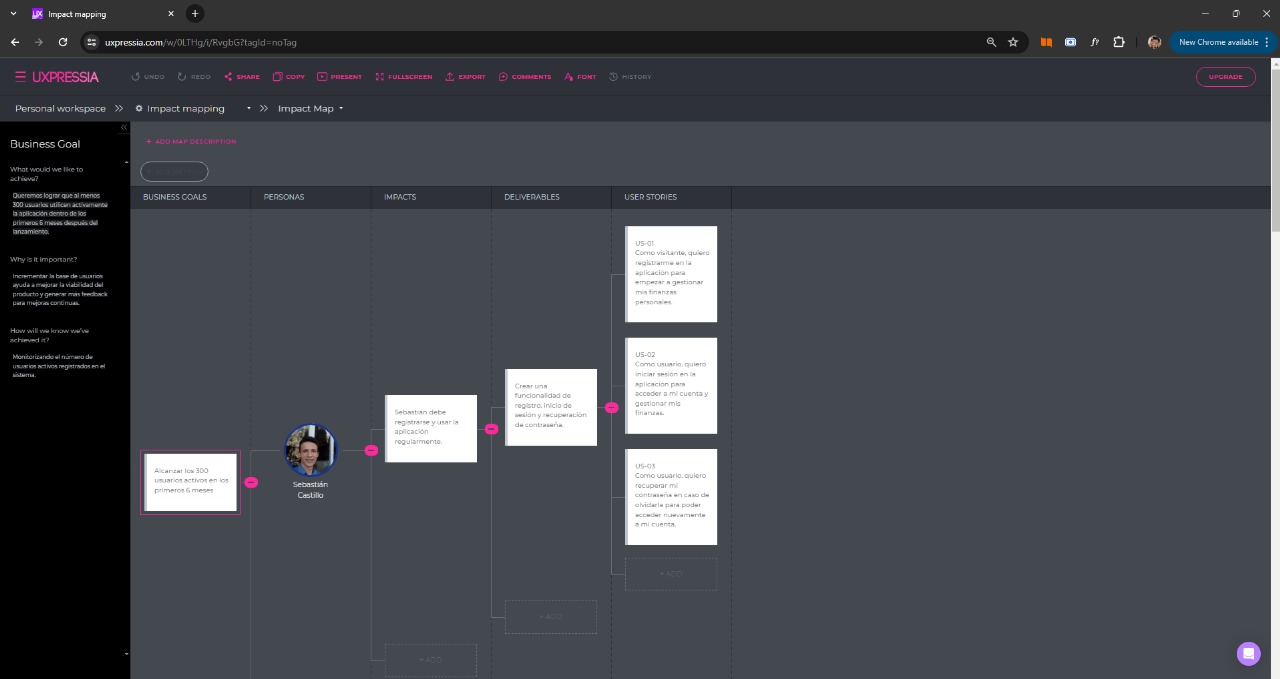 Impact mapping
uxpressia.com/w/0LTHg/i/RvgbG?tagId=noTag
New Chrome available
UXPRESSIA
UNDO
REDO
SHARE
COPY
PRESENT
FULLSCREEN
EXPORT
COMMENTS
FONT
HISTORY
UPGRADE
Personal workspace
Impact mapping
Impact Map
Business Goal
What would we like to
achieve?
Queremos lograr que al menos
300 usuarios utilicen activamente
la aplicación dentro de los
primeros 6 meses después del
lanzamiento.
Why is it important?
Incrementar la base de usuarios
ayuda a mejorar la viabilidad del
producto y generar más feedback
para mejoras continuas.
How will we know we've
achieved it?
Monitorizando el número de
usuarios activos registrados en el
sistema.
+ ADD MAP DESCRIPTION
BUSINESS GOALS
PERSONAS
IMPACTS
DELIVERABLES
USER STORIES
Alcanzar los 300
usuarios activos en los
primeros 6 meses
Sebastián
Castillo
Sebastián debe
registrarse y usar la
aplicación
regularmente.
+ ADD
Crear una
funcionalidad de
registro, inicio de
sesión y recuperación
de contraseña.
+ ADD
US-01
Como visitante, quiero
registrarme en la
aplicación para
empezar a gestionar
mis finanzas
personales.
US-02
Como usuario, quiero
iniciar sesión en la
aplicación para
acceder a mi cuenta y
gestionar mis
finanzas.
US-03
Como usuario, quiero
recuperar mi
contraseña en caso de
olvidarla para poder
acceder nuevamente
a mi cuenta.
+ ADD